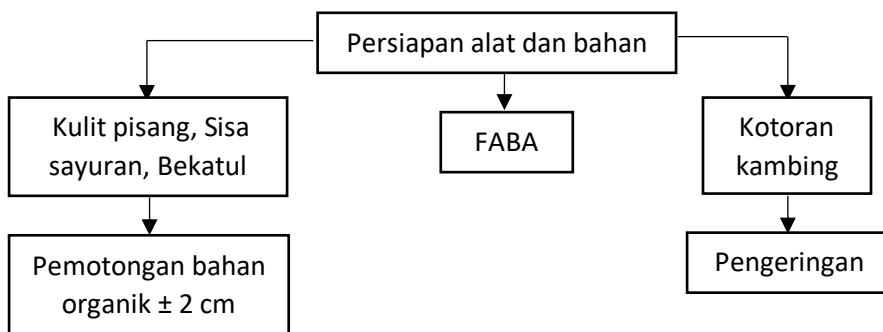 Persiapan alat dan bahan
Kulit pisang, Sisa
sayuran, Bekatul
FABA
Kotoran
kambing
Pemotongan bahan
organik ± 2 cm
Pengeringan